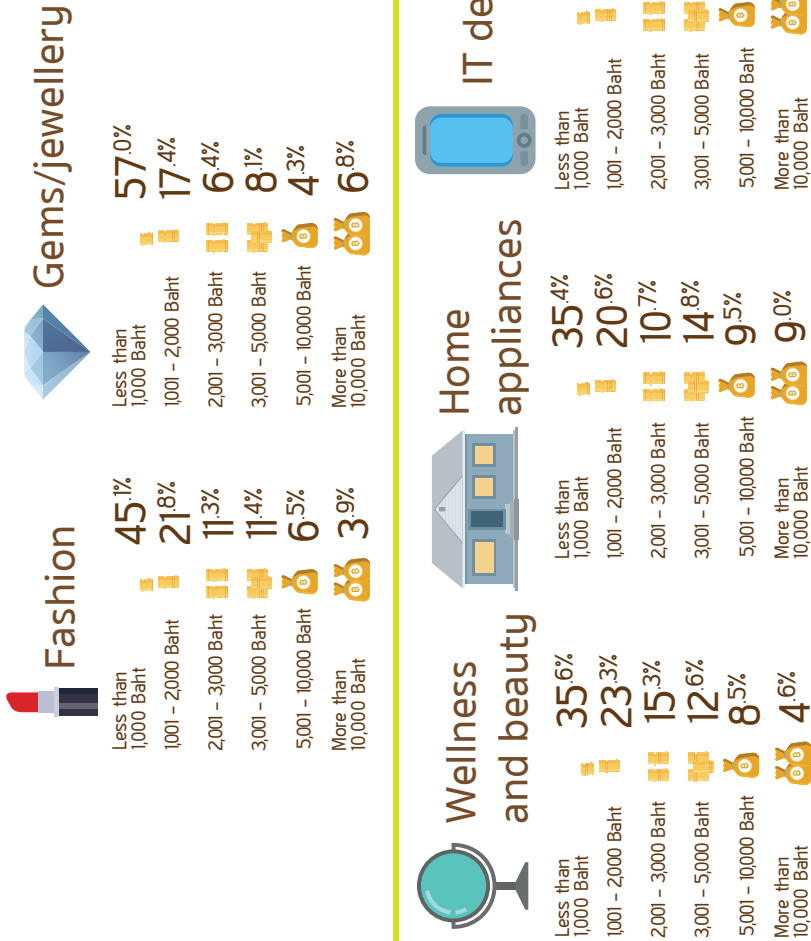 Fashion
Less than
1,000 Baht
45.1%
1,001 – 2,000 Baht
21.8%
2,001 – 3,000 Baht
11.3%
3,001 – 5,000 Baht
11.4%
5,001 – 10,000 Baht
6.5%
More than
10,000 Baht
3.9%
Gems/jewellery
Less than
1,000 Baht
57.0%
1,001 – 2,000 Baht
17.4%
2,001 – 3,000 Baht
6.4%
3,001 – 5,000 Baht
8.1%
5,001 – 10,000 Baht
4.3%
More than
10,000 Baht
6.8%
Wellness
and beauty
Less than
1,000 Baht
35.6%
1,001 – 2,000 Baht
23.3%
2,001 – 3,000 Baht
15.3%
3,001 – 5,000 Baht
12.6%
5,001 – 10,000 Baht
8.5%
More than
10,000 Baht
4.6%
Home
appliances
Less than
1,000 Baht
35.4%
1,001 – 2,000 Baht
20.6%
2,001 – 3,000 Baht
10.7%
3,001 – 5,000 Baht
14.8%
5,001 – 10,000 Baht
9.5%
More than
10,000 Baht
9.0%
IT de
Less than
1,000 Baht
1,001 – 2,000 Baht
2,001 – 3,000 Baht
3,001 – 5,000 Baht
5,001 – 10,000 Baht
More than
10,000 Baht